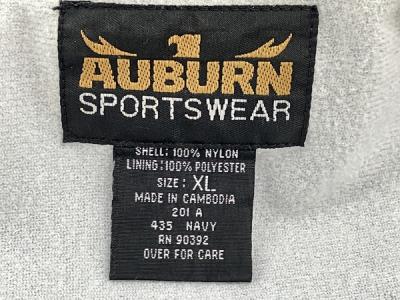 AUBURN
SPORTSWEAR
SHELL: 100% NYLON
LINING: 100% POLYESTER
SIZE: XL
MADE IN CAMBODIA
201 A
435 NAVY
RN 90392
OVER FOR CARE